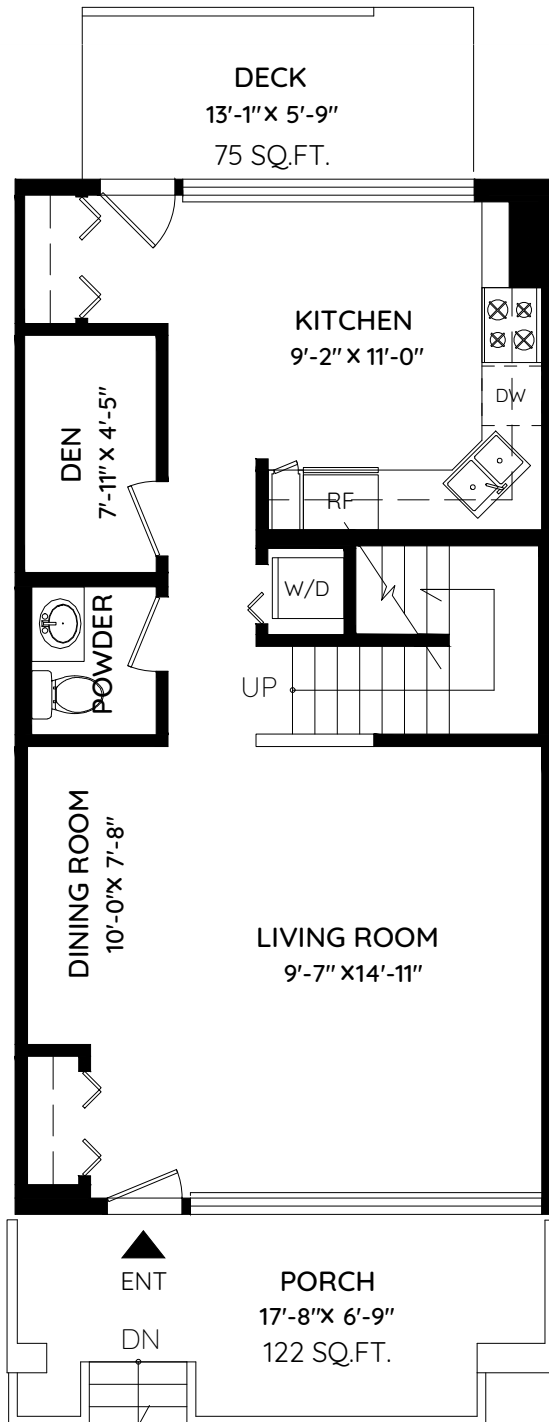 DECK
13'-1"X 5'-9"
75 SQ.FT.
KITCHEN
9'-2" X 11'-0"
DW
DEN
7'-11" X 4'-5"
RF
W/D
POWDER
UP
DINING ROOM
10'-0"X 7'-8"
LIVING ROOM
9'-7" X14'-11"
ENT
DN
PORCH
17'-8"X 6'-9"
122 SQ.FT.